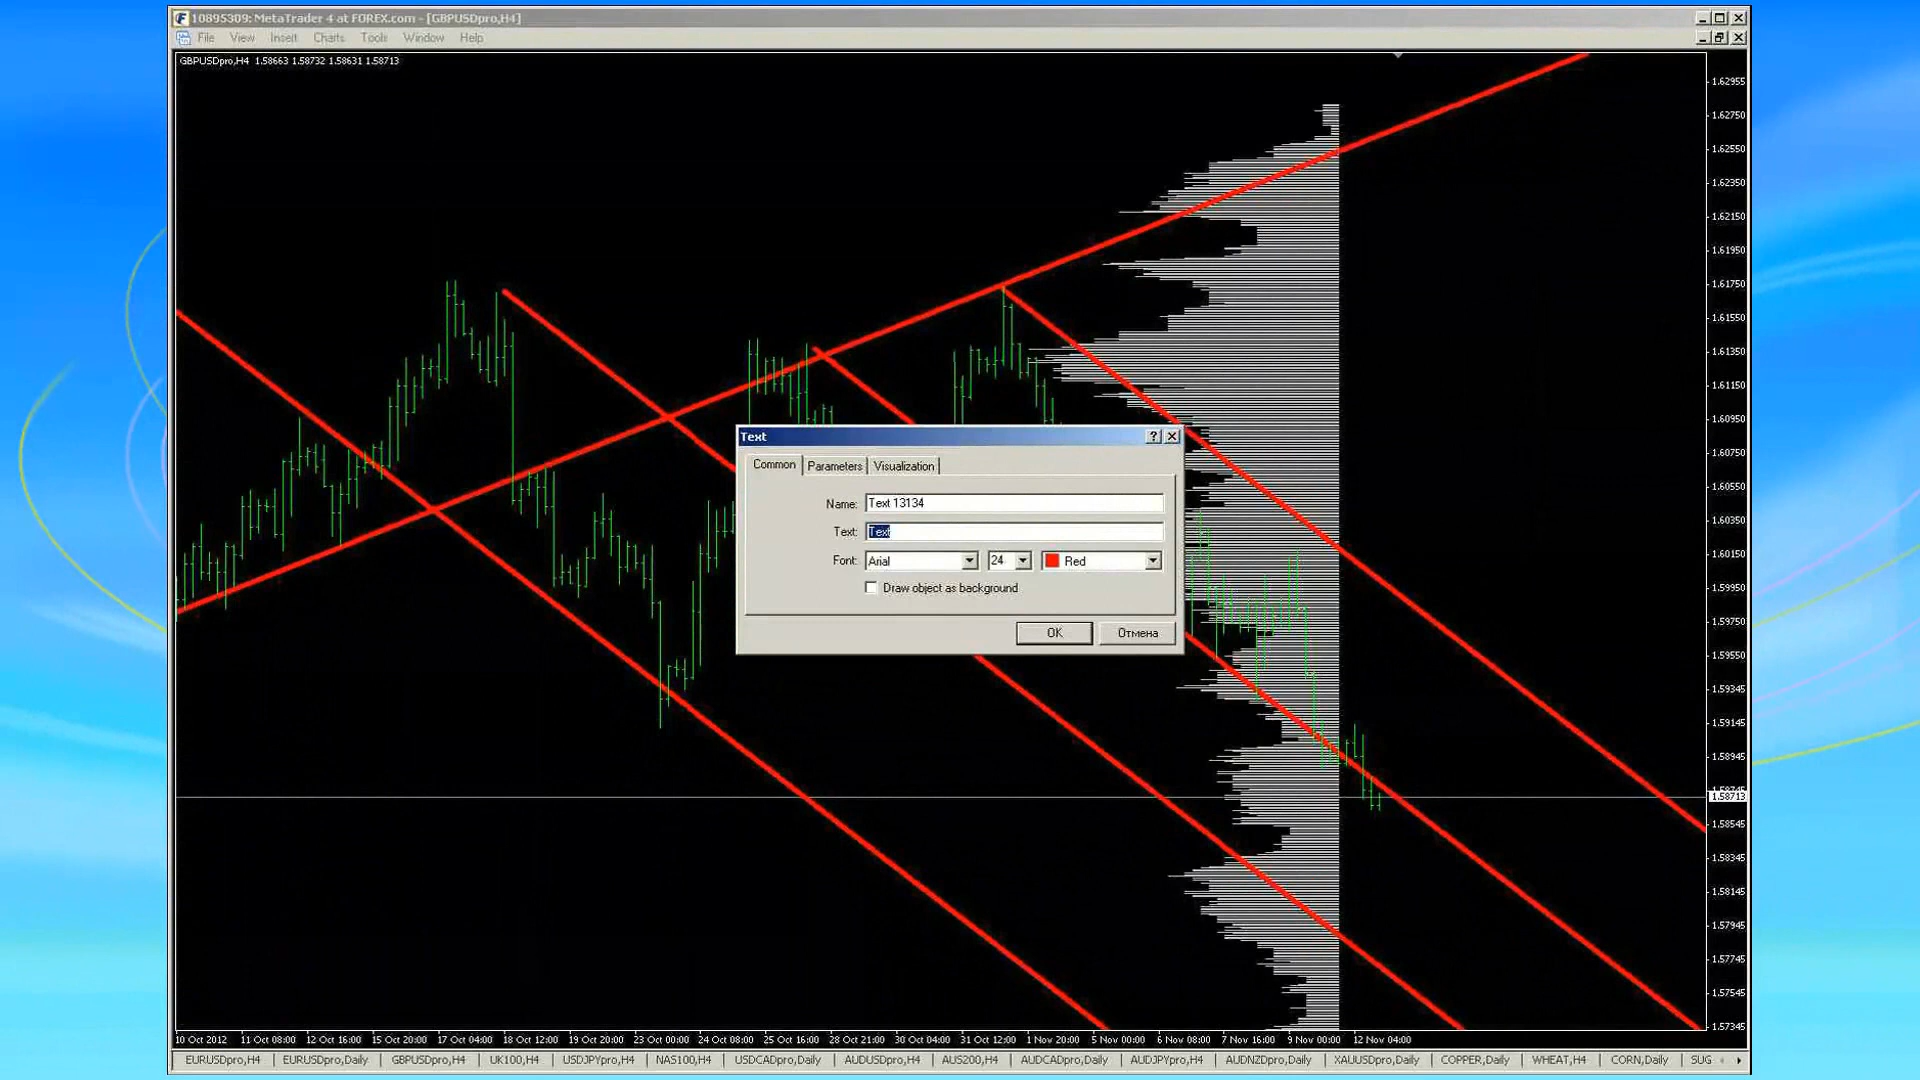 10895309: MetaTrader 4 at FOREX.com - [GBPUSDpro,H4]
File View Insert Charts Tools Window Help
GBPUSDpro,H4 1.58663 1.58732 1.58631 1.58713
1.62955
1.62750
1.62550
1.62350
1.62150
1.61950
1.61750
1.61550
1.61350
1.61150
1.60950
1.60750
1.60550
1.60350
1.60150
1.59950
1.59750
1.59550
1.59345
1.59145
1.58945
1.58713
1.58545
1.58345
1.58145
1.57945
1.57745
1.57545
1.57345
Text
Common Parameters Visualization
Name: Text 13134
Text: Text
Font: Arial 24 Red
Draw object as background
OK Отмена
10 Oct 2012 11 Oct 08:00 12 Oct 16:00 15 Oct 20:00 17 Oct 04:00 18 Oct 12:00 19 Oct 20:00 23 Oct 00:00 24 Oct 08:00 25 Oct 16:00 28 Oct 21:00 30 Oct 04:00 31 Oct 12:00 1 Nov 20:00 5 Nov 00:00 6 Nov 08:00 7 Nov 16:00 9 Nov 00:00 12 Nov 04:00
EURUSDpro,H4 EURUSDpro,Daily GBPUSDpro,H4 UK100,H4 USDJPYpro,H4 NAS100,H4 USDCADpro,Daily AUDUSDpro,H4 AUS200,H4 AUDCADpro,Daily AUDJPYpro,H4 AUDNZDpro,Daily XAUUSDpro,Daily COPPER,Daily WHEAT,H4 CORN,Daily SUG